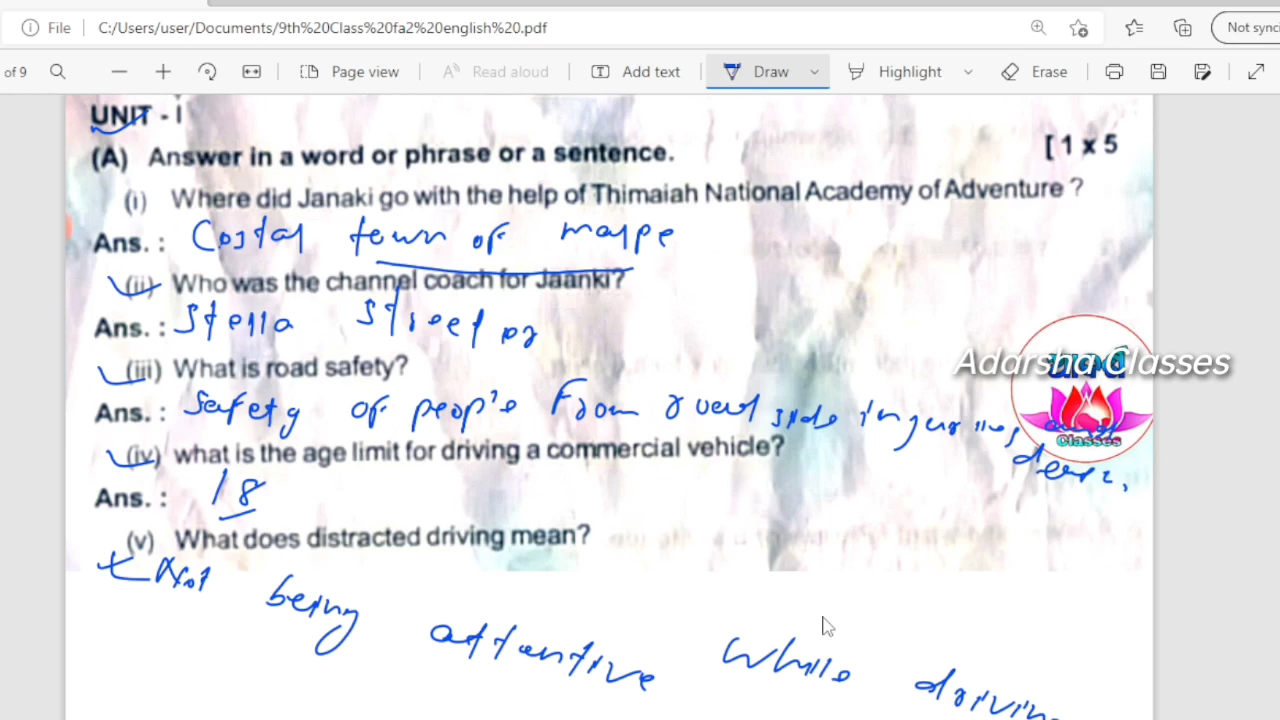 File C:/Users/user/Documents/9th%20Class%20fa2%20english%20.pdf Not synci
of 9 Page view Read aloud Add text Draw Highlight Erase
UNIT - I
(A) Answer in a word or phrase or a sentence. [1 x 5
(i) Where did Janaki go with the help of Thimaiah National Academy of Adventure ?
Ans. : Costal town of malpe
(ii) Who was the channel coach for Jaanki?
Ans. : Stella Streeter
(iii) What is road safety?
Adarsha Classes
Ans. : Safety of people From road side
Classes
(iv) what is the age limit for driving a commercial vehicle?
Ans. : 18
(v) What does distracted driving mean?
Not being attantive while driving